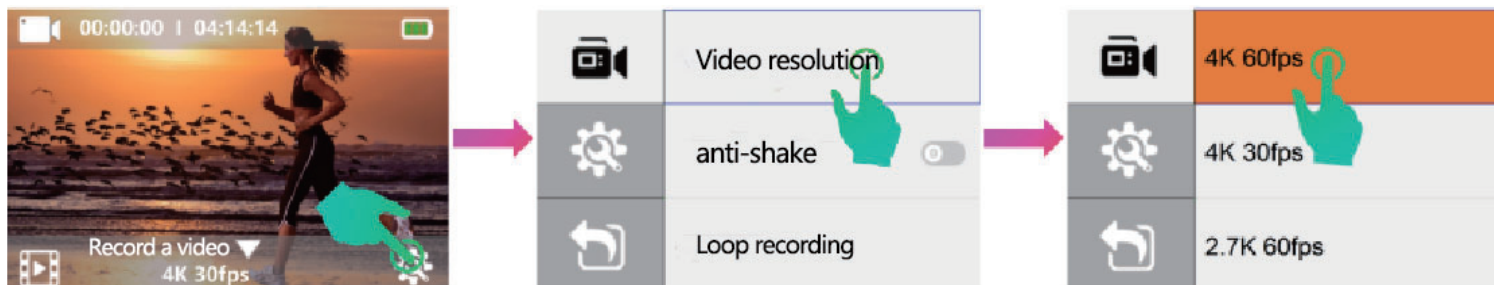 00:00:00 | 04:14:14
Record a video
4K 30fps
Video resolution
anti-shake
Loop recording
4K 60fps
4K 30fps
2.7K 60fps